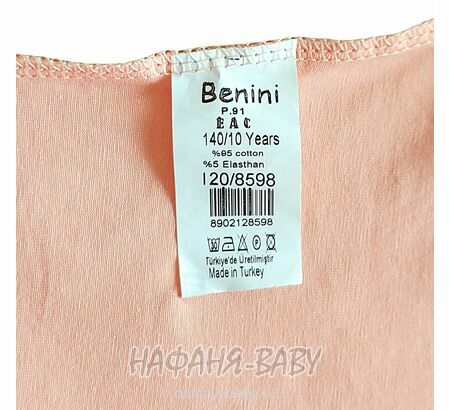 Benini
P.91
EAC
140/10 Years
%95 cotton
%5 Elasthan
120/8598
8902128598
Türkiye'de Üretilmiştir
Made in Turkey
НАФАНЯ-BABY